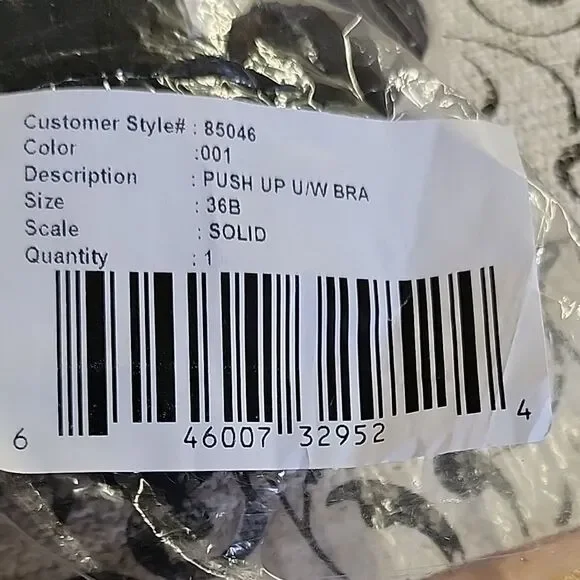 Customer Style# : 85046
Color :001
Description : PUSH UP U/W BRA
Size : 36B
Scale : SOLID
Quantity : 1
6 46007 32952 4